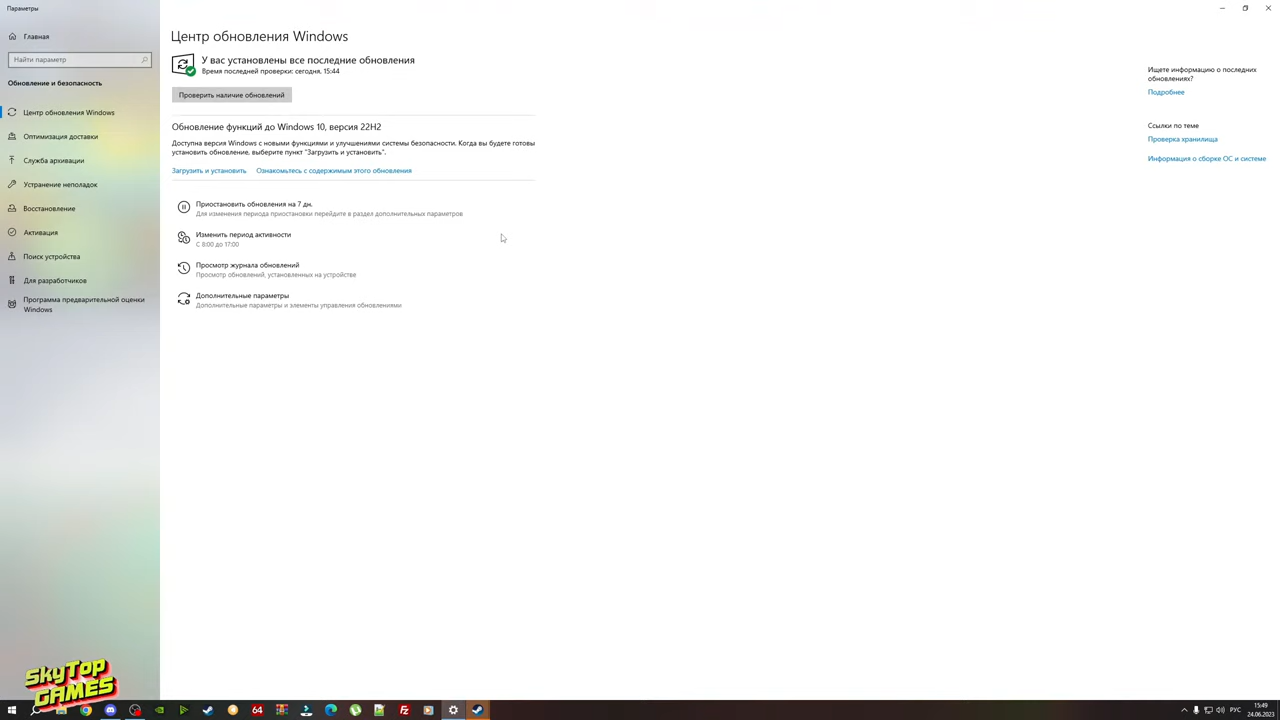 Параметры
Главная
Найти параметр
Обновление и безопасность
Центр обновления Windows
Оптимизация доставки
Служба архивации
Устранение неполадок
Восстановление
Активация
Поиск устройства
Для разработчиков
Программа предварительной оценки
Windows
Центр обновления Windows
У вас установлены все последние обновления
Время последней проверки: сегодня, 15:44
Проверить наличие обновлений
Обновление функций до Windows 10, версия 22H2
Доступна версия Windows с новыми функциями и улучшениями системы безопасности. Когда вы будете готовы
установить обновление, выберите пункт "Загрузить и установить".
Загрузить и установить Ознакомьтесь с содержимым этого обновления
Приостановить обновления на 7 дн.
Для изменения периода приостановки перейдите в раздел дополнительных параметров
Изменить период активности
С 8:00 до 17:00
Просмотр журнала обновлений
Просмотр обновлений, установленных на устройстве
Дополнительные параметры
Дополнительные параметры и элементы управления обновлениями
Ищете информацию о последних
обновлениях?
Подробнее
Ссылки по теме
Проверка хранилища
Информация о сборке ОС и системе
SkyTop
GAMES
64
РУС
15:49
24.06.2023